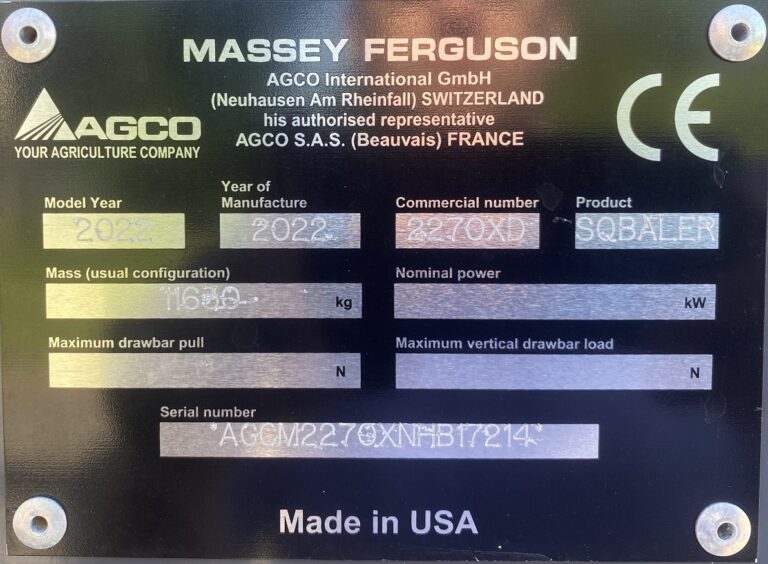 MASSEY FERGUSON
AGCO International GmbH
(Neuhausen Am Rheinfall) SWITZERLAND
his authorised representative
AGCO S.A.S. (Beauvais) FRANCE
AGCO
YOUR AGRICULTURE COMPANY
CE
Model Year
Year of
Manufacture
Commercial number
Product
2022
2022
2270XD
SQBALER
Mass (usual configuration)
Nominal power
kg
kW
Maximum drawbar pull
Maximum vertical drawbar load
N
N
Serial number
*AGCM2270XNHB17214*
Made in USA